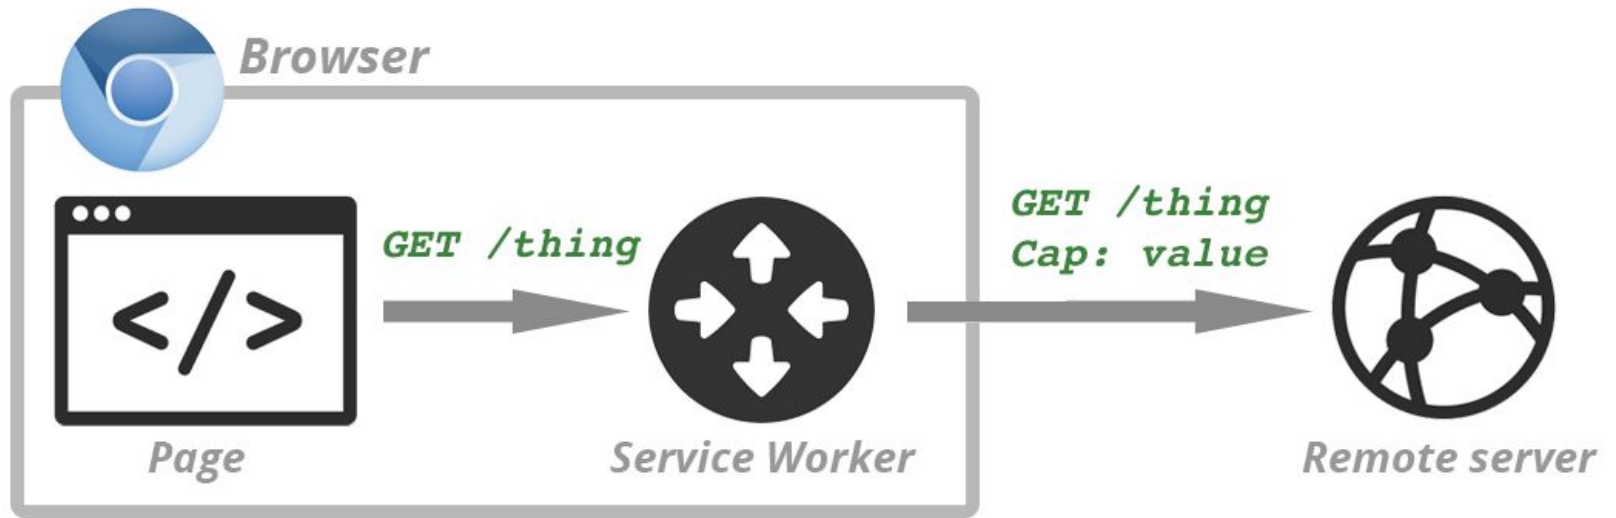 Browser
GET /thing
GET /thing
Cap: value
</>
Page
Service Worker
Remote server